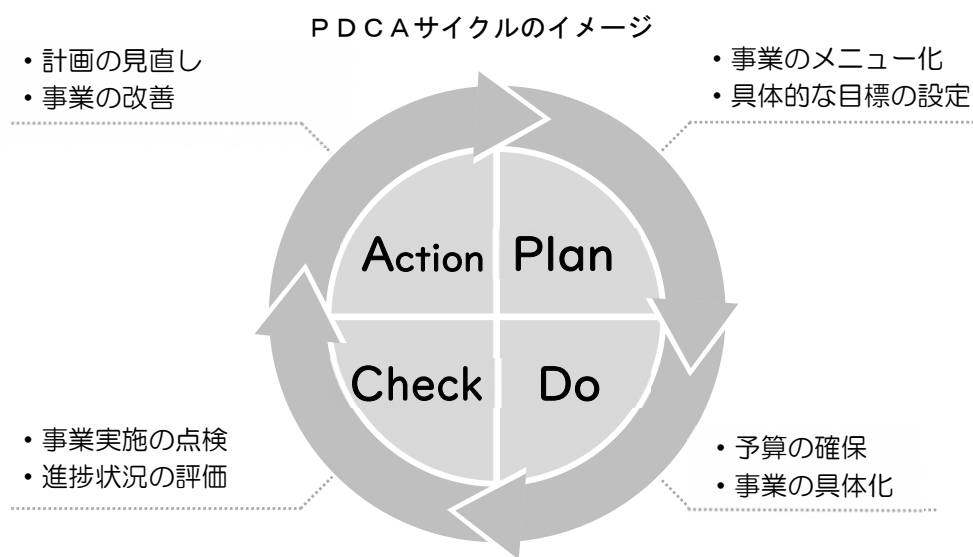 ＰＤＣＡサイクルのイメージ
・計画の見直し
・事業の改善
・事業のメニュー化
・具体的な目標の設定
Action
Plan
Check
Do
・事業実施の点検
・進捗状況の評価
・予算の確保
・事業の具体化